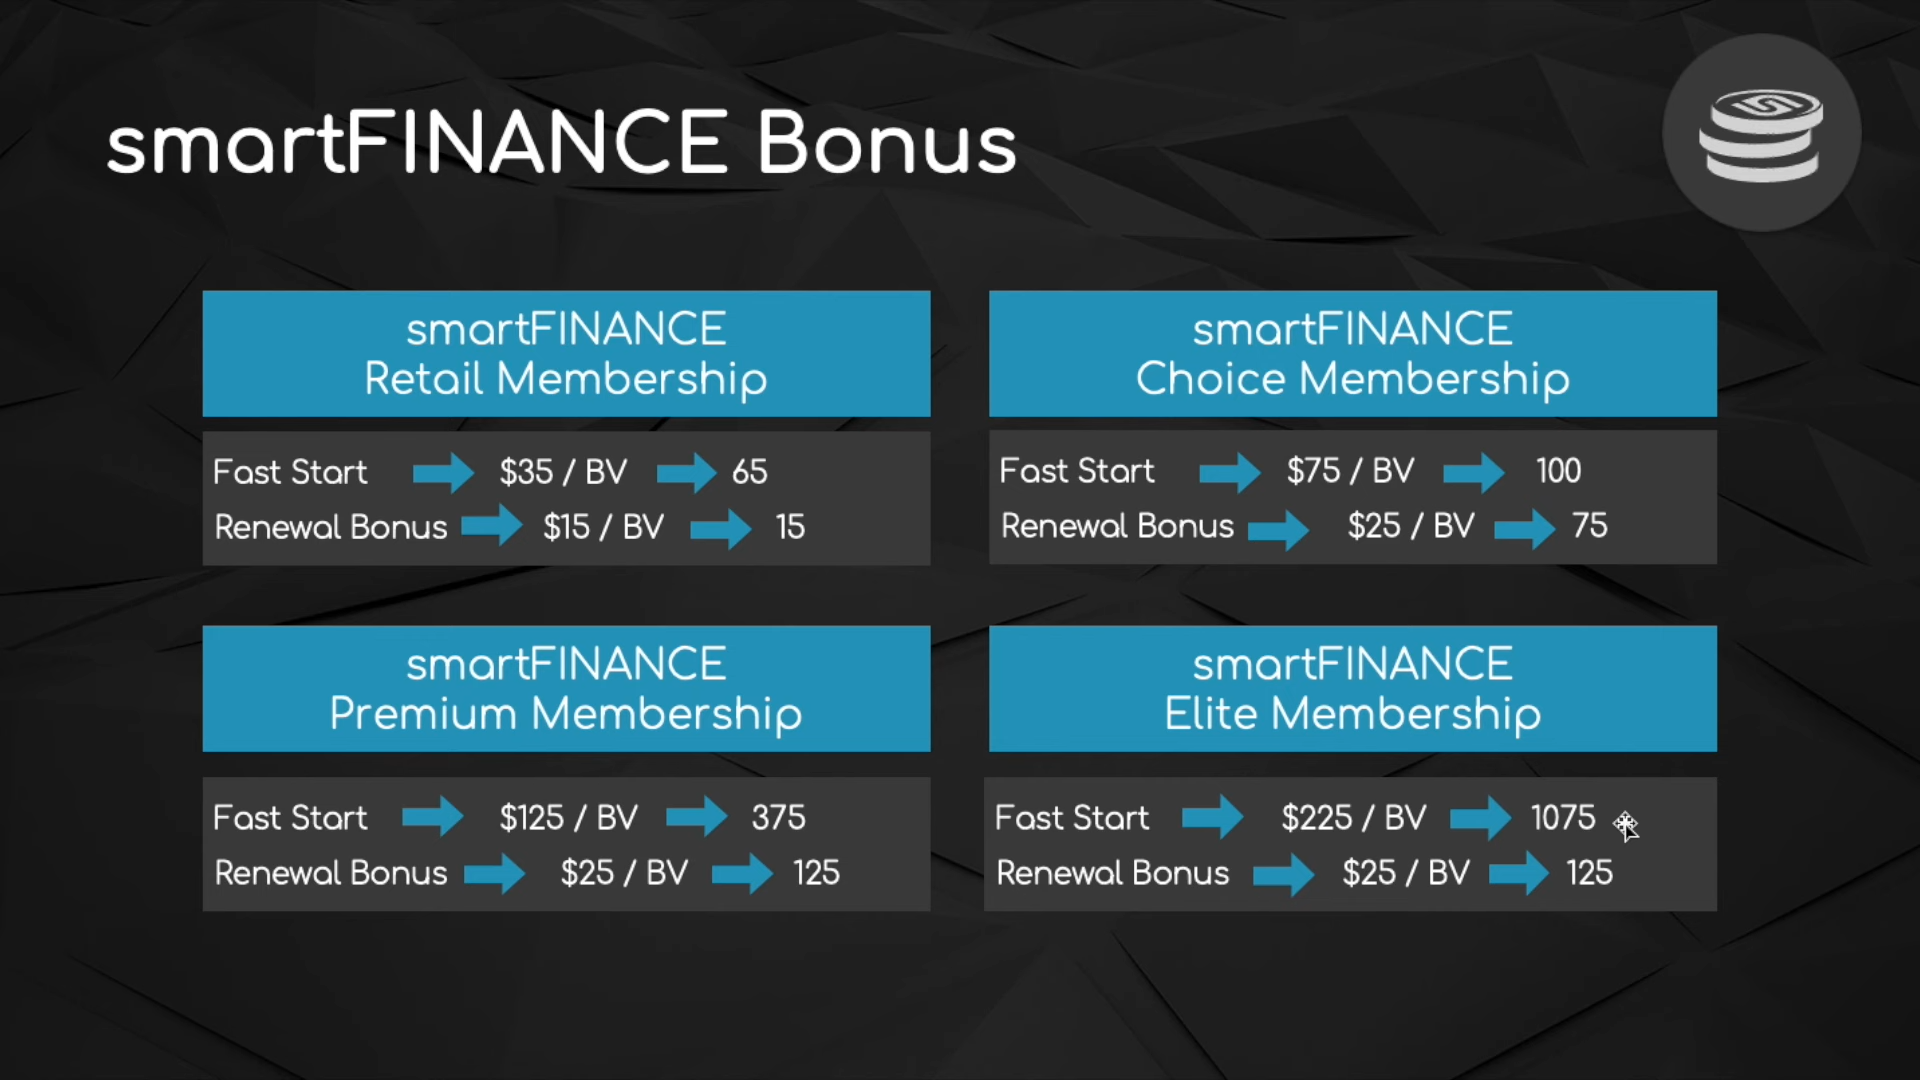 smartFINANCE Bonus
smartFINANCE
Retail Membership
Fast Start $35 / BV 65
Renewal Bonus $15 / BV 15
smartFINANCE
Choice Membership
Fast Start $75 / BV 100
Renewal Bonus $25 / BV 75
smartFINANCE
Premium Membership
Fast Start $125 / BV 375
Renewal Bonus $25 / BV 125
smartFINANCE
Elite Membership
Fast Start $225 / BV 1075
Renewal Bonus $25 / BV 125